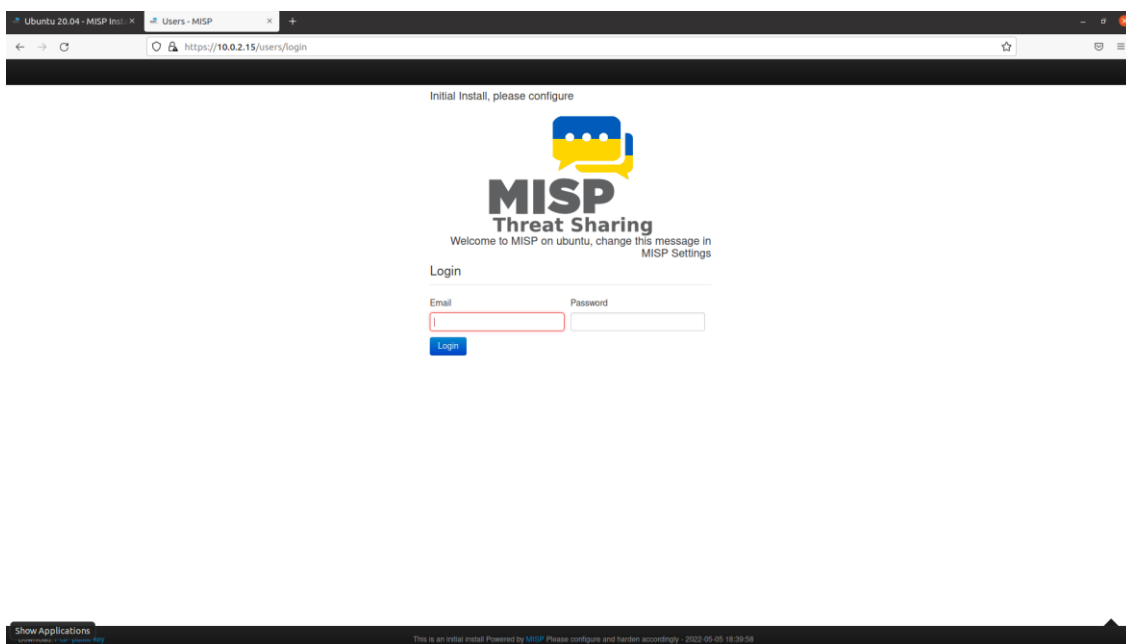 Ubuntu 20.04 - MISP Inst
Users - MISP
https://10.0.2.15/users/login
Initial Install, please configure
MISP
Threat Sharing
Welcome to MISP on ubuntu, change this message in
MISP Settings
Login
Email Password
Login
Show Applications
This is an initial install Powered by MISP Please configure and harden accordingly - 2022-05-05 18:39:58